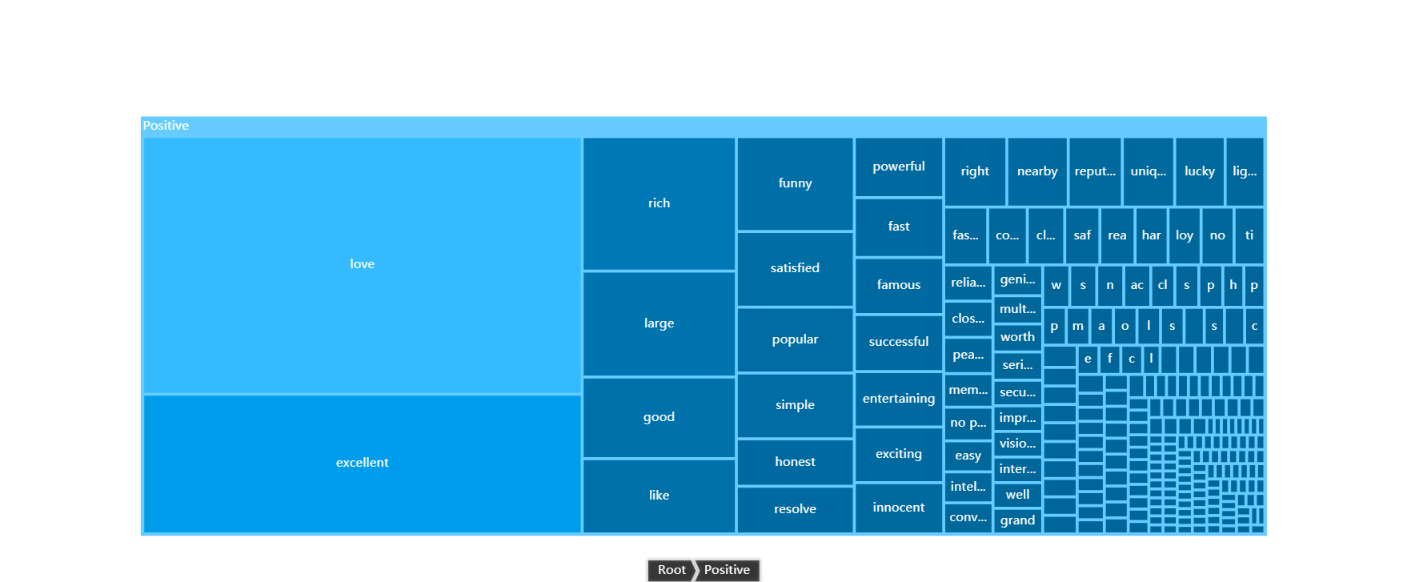 Positive
love
excellent
rich
large
good
like
funny
satisfied
popular
simple
honest
resolve
powerful
fast
famous
successful
entertaining
exciting
innocent
right
nearby
reput...
uniq...
lucky
lig...
fas...
co...
cl...
saf
rea
har
loy
no
ti
relia...
clos...
pea...
mem...
no p...
easy
intel...
conv...
geni...
mult...
worth
seri...
secu...
impr...
visio...
inter...
well
grand
w
s
n
ac
cl
s
p
h
p
p
m
a
o
l
s
s
c
e
f
c
l
Root
Positive